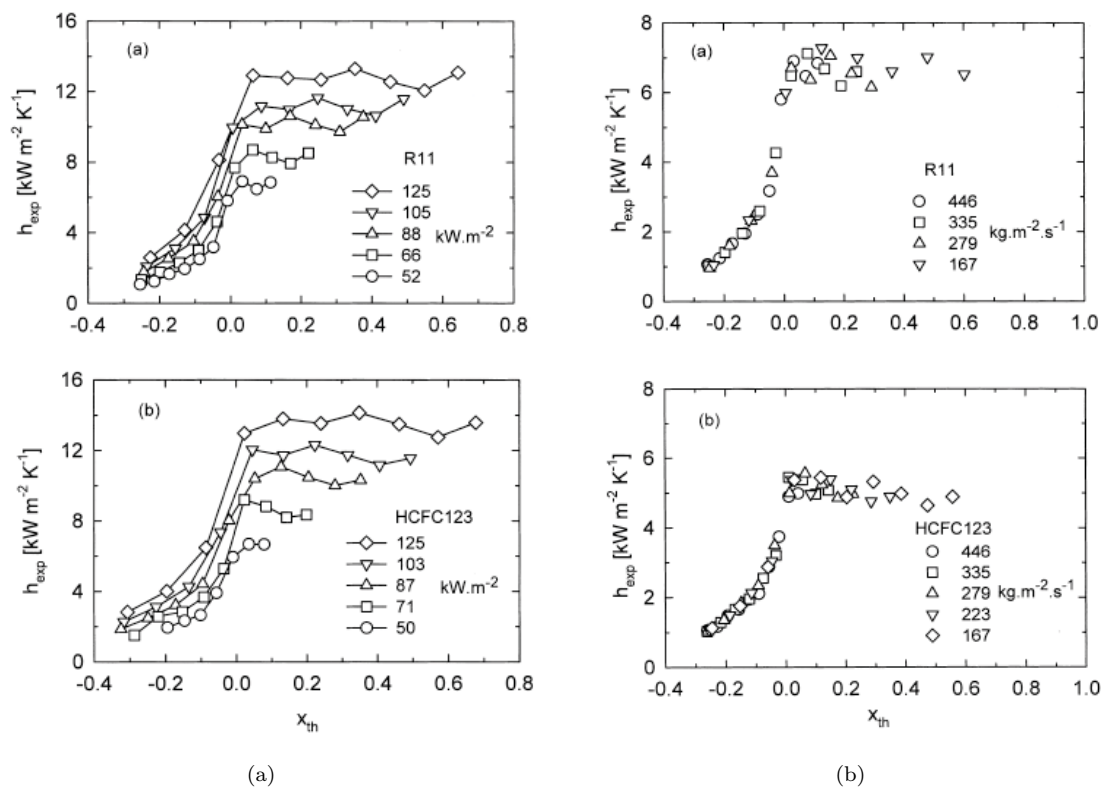 (a)
16
12
8
4
0
h_exp [kW m⁻² K⁻¹]
R11
125
105
88 kW.m⁻²
66
52
-0.4 -0.2 0.0 0.2 0.4 0.6 0.8
(b)
16
12
8
4
0
h_exp [kW m⁻² K⁻¹]
HCFC123
125
103
87 kW.m⁻²
71
50
-0.4 -0.2 0.0 0.2 0.4 0.6 0.8
x_th
(a)
(a)
8
6
4
2
0
h_exp [kW m⁻² K⁻¹]
R11
446
335
279 kg.m⁻².s⁻¹
167
-0.4 -0.2 0.0 0.2 0.4 0.6 0.8 1.0
(b)
8
6
4
2
0
h_exp [kW m⁻² K⁻¹]
HCFC123
446
335
279 kg.m⁻².s⁻¹
223
167
-0.4 -0.2 0.0 0.2 0.4 0.6 0.8 1.0
x_th
(b)